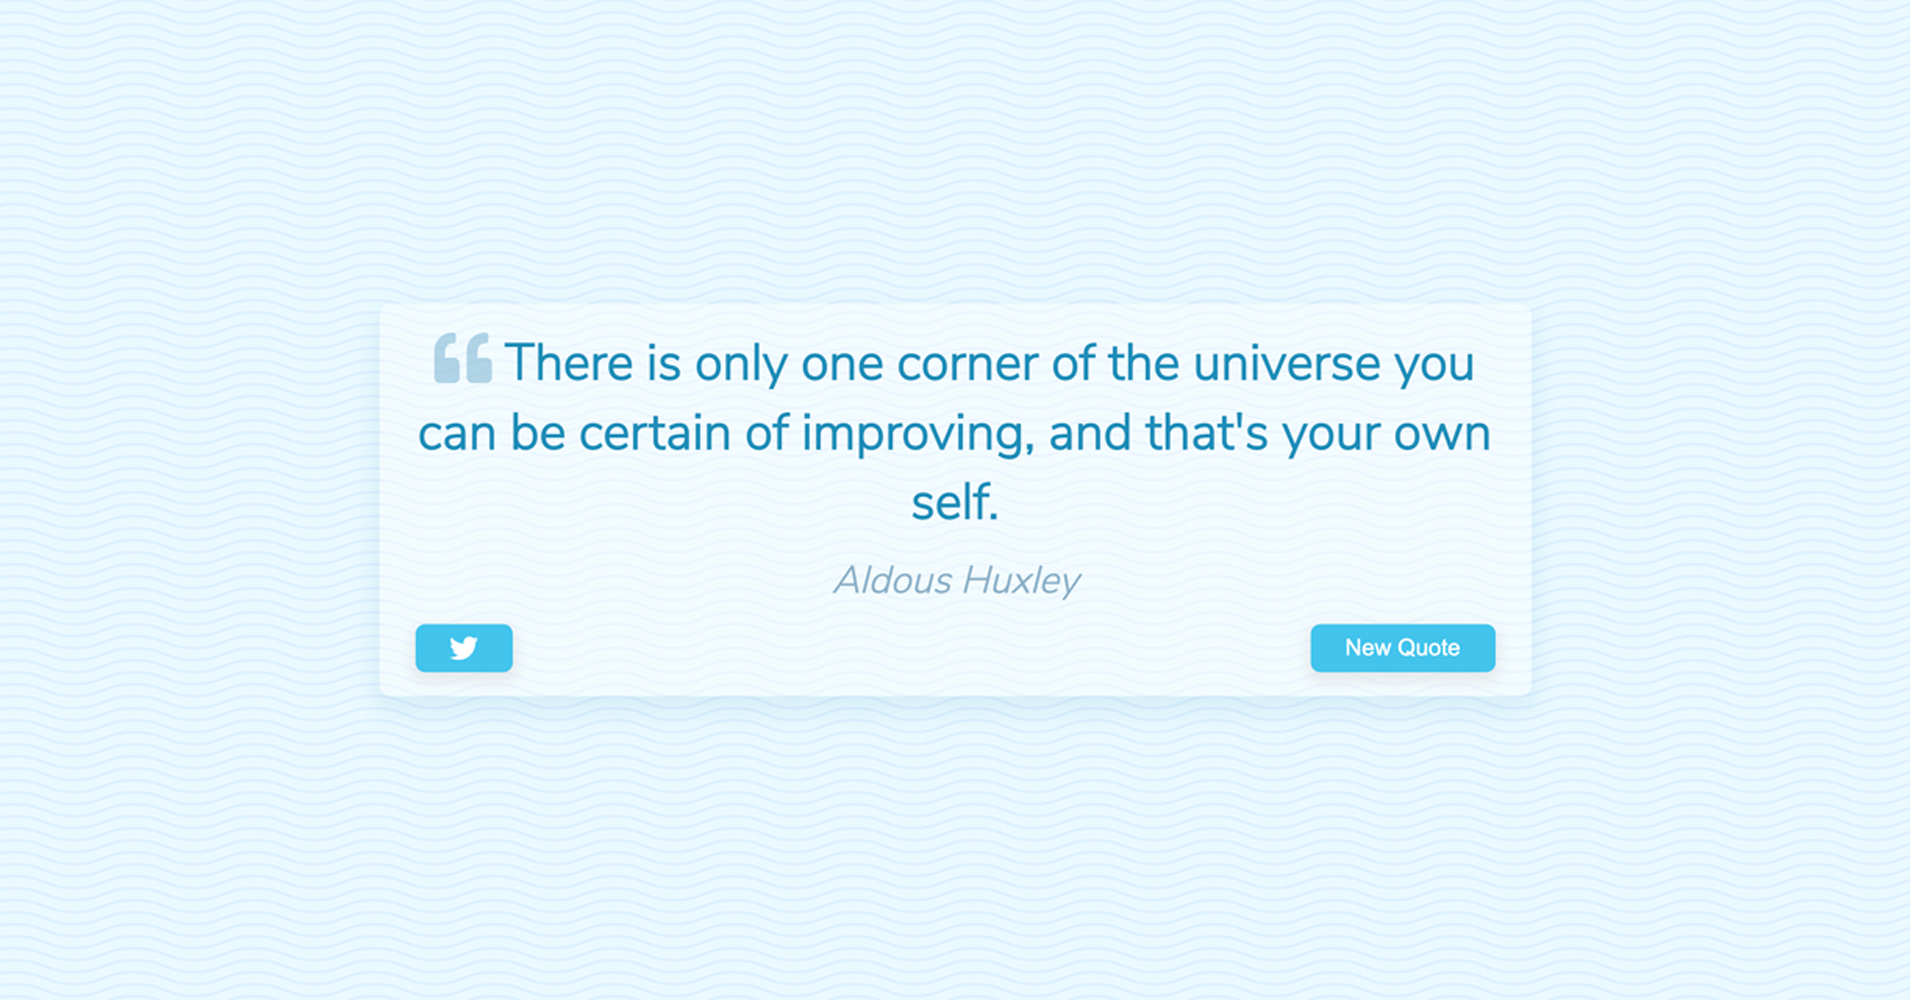 There is only one corner of the universe you
can be certain of improving, and that's your own
self.
Aldous Huxley
New Quote